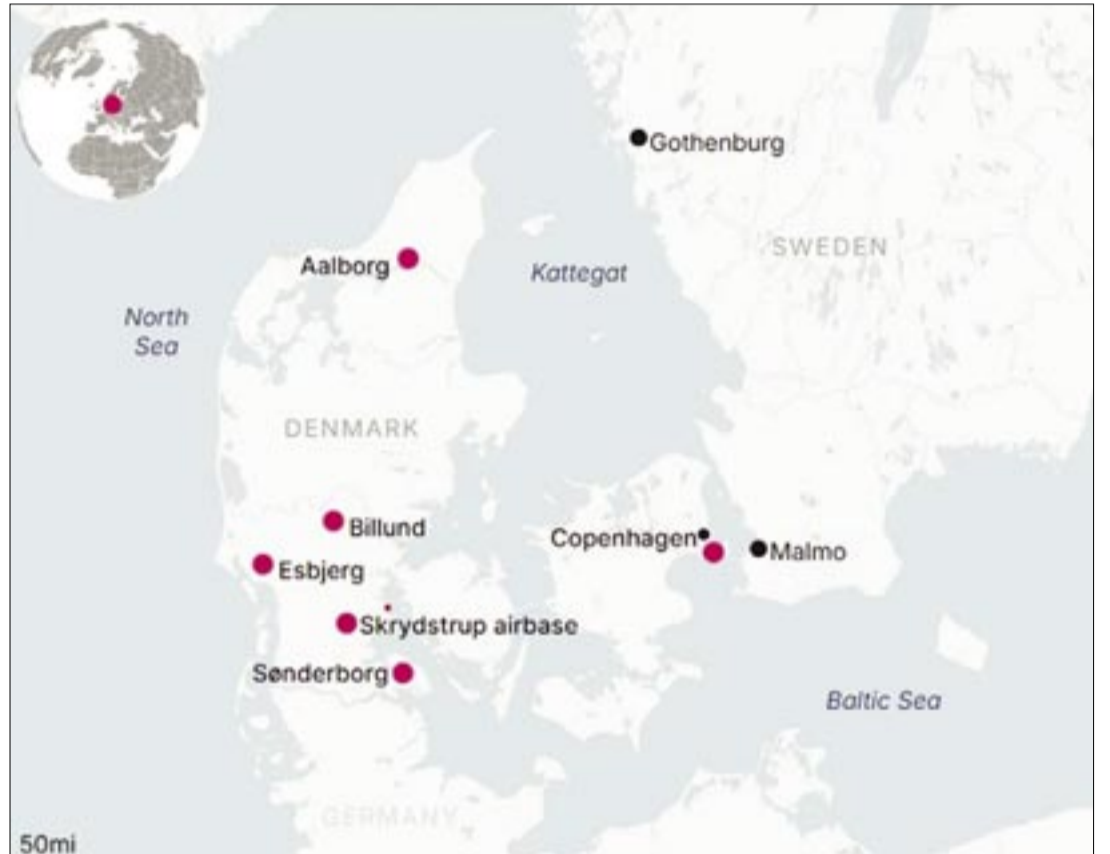 Gothenburg
SWEDEN
Aalborg
Kattegat
North
Sea
DENMARK
Billund
Copenhagen
Malmo
Esbjerg
Skrydstrup airbase
Sønderborg
Baltic Sea
GERMANY
50mi